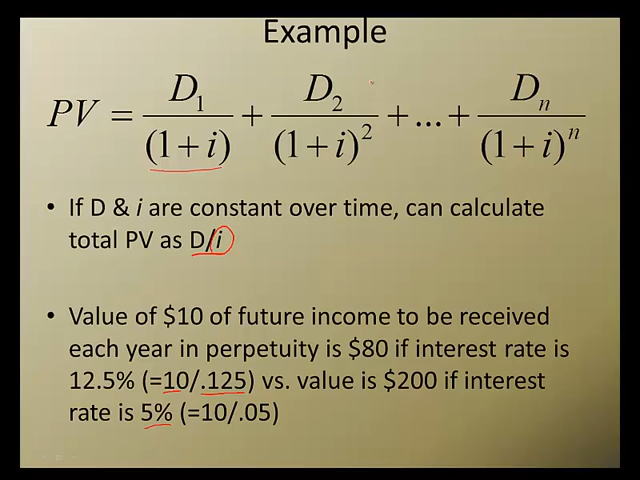 Example
PV = D₁/(1 + i) + D₂/(1 + i)² + ... + Dₙ/(1 + i)ⁿ
• If D & i are constant over time, can calculate
total PV as D/i
• Value of $10 of future income to be received
each year in perpetuity is $80 if interest rate is
12.5% (=10/.125) vs. value is $200 if interest
rate is 5% (=10/.05)